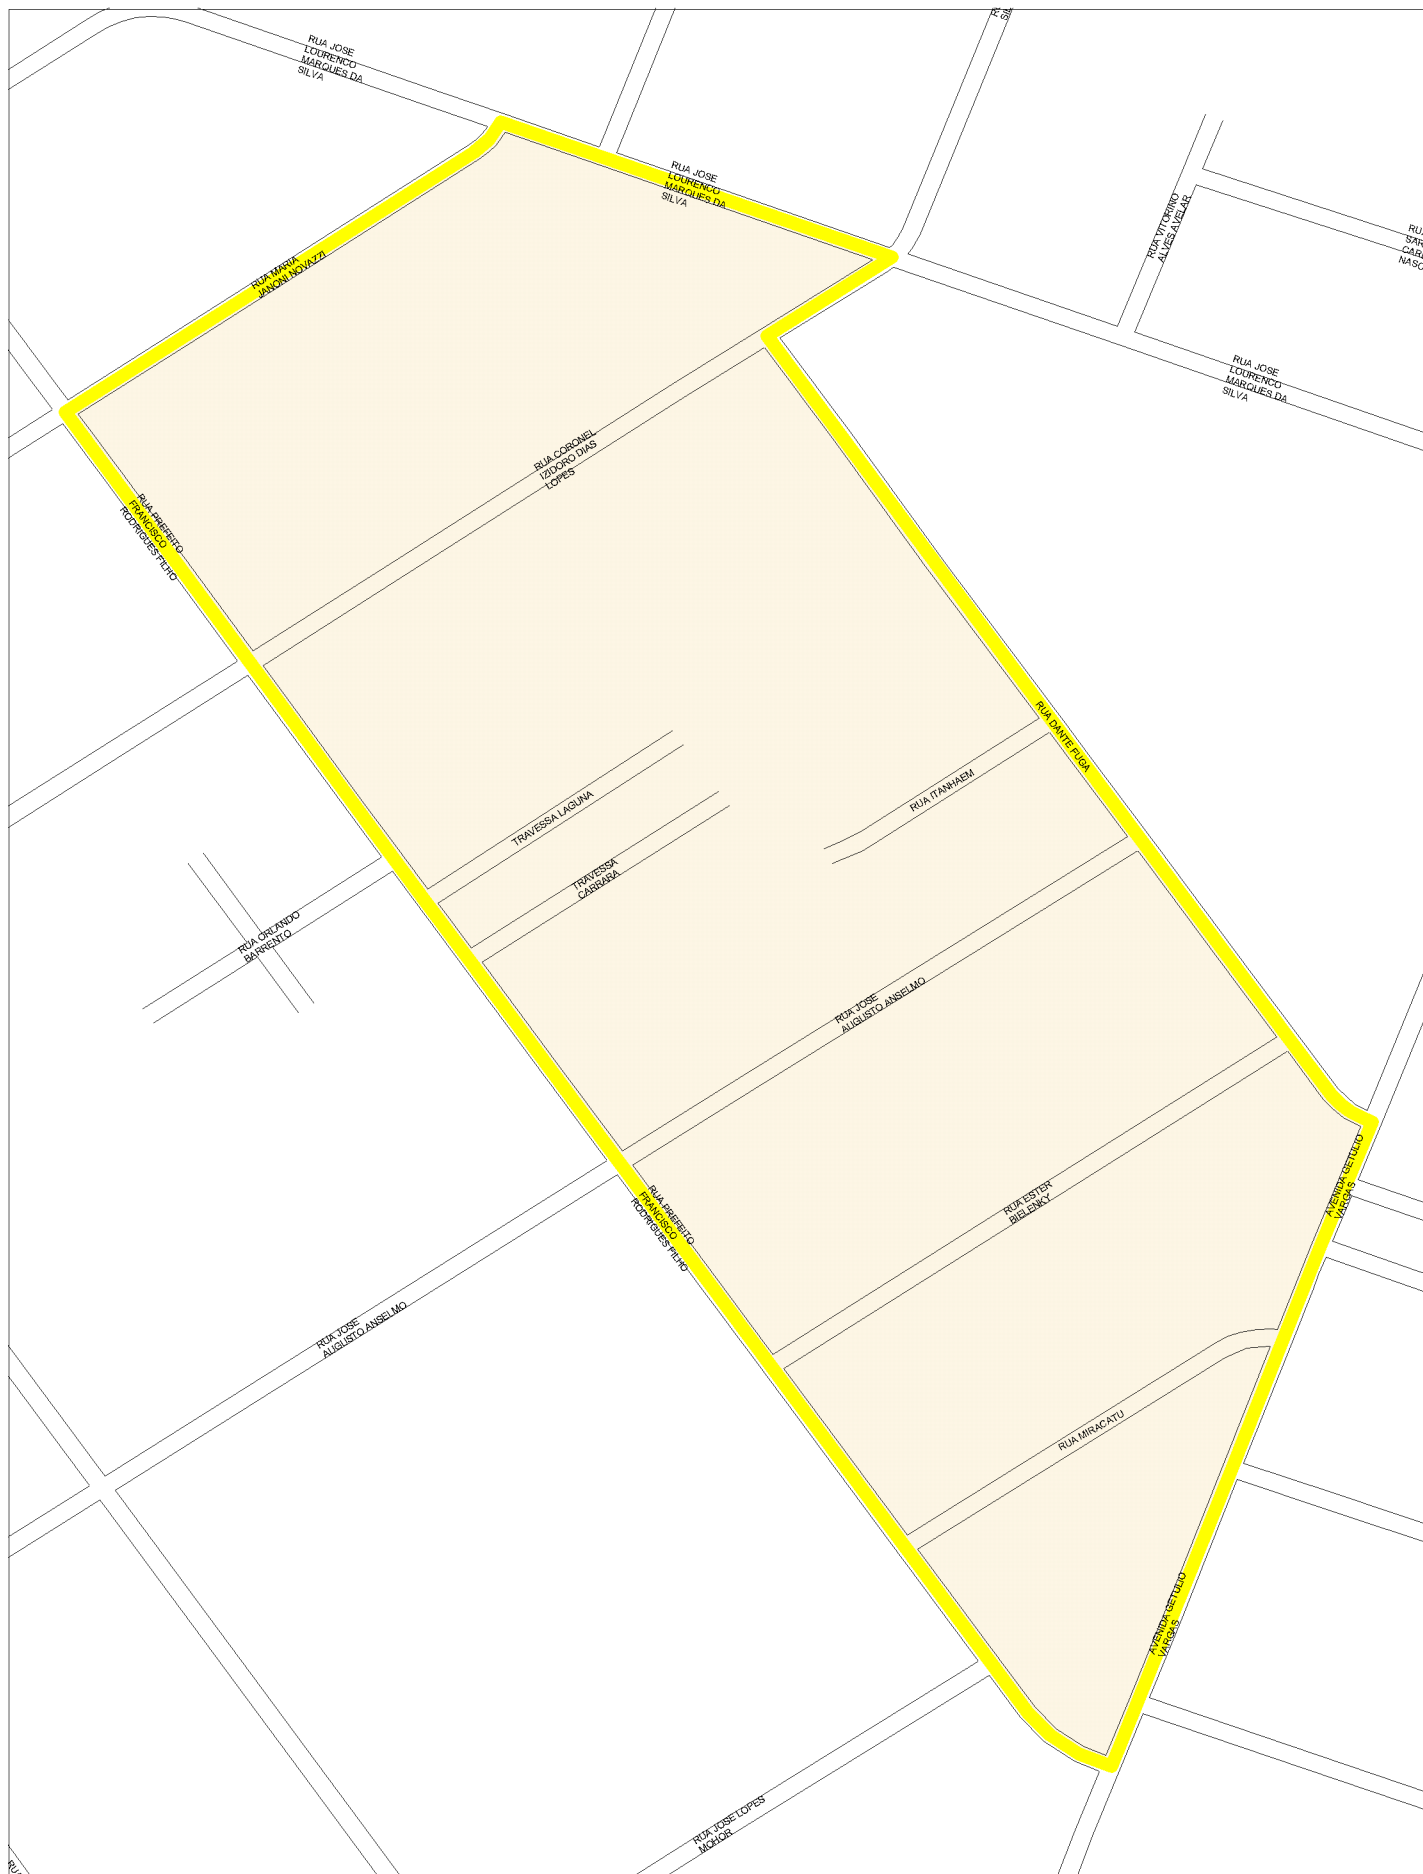 RUA JOSE
LOURENCO
MARQUES DA
SILVA
RUA JOSE
LOURENCO
MARQUES DA
SILVA
RUA VITORINO
ALVES AVELAR
RUA MARIA
JANONI NOVAZZI
RUA JOSE
LOURENCO
MARQUES DA
SILVA
RUA CORONEL
IZIDORO DIAS
LOPES
RUA PREFEITO
FRANCISCO
RODRIGUES FILHO
RUA DANTE FUGA
RUA ITANHAEM
TRAVESSA LAGUNA
TRAVESSA
CARRARA
RUA ORLANDO
BARRENTO
RUA JOSE
AUGUSTO ANSELMO
AVENIDA GETULIO
VARGAS
RUA ESTER
BIELENKY
RUA PREFEITO
FRANCISCO
RODRIGUES FILHO
RUA JOSE
AUGUSTO ANSELMO
RUA MIRACATU
AVENIDA GETULIO
VARGAS
RUA JOSE LOPES
MOHOR